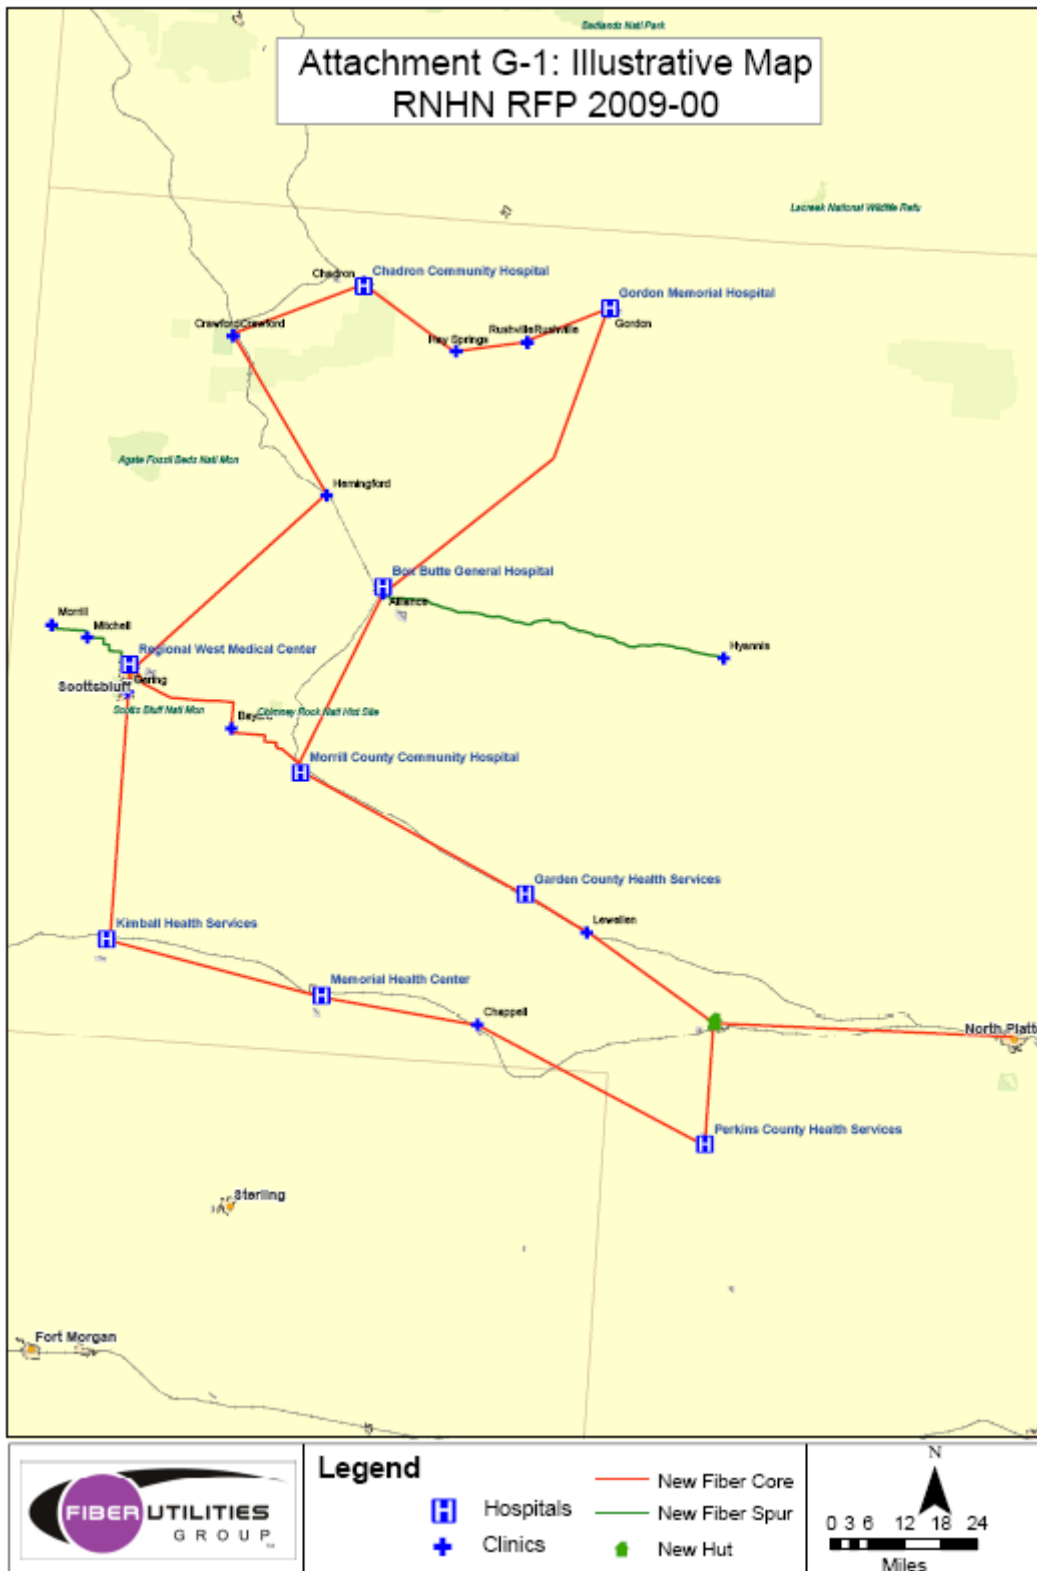 Badlands Natl Park
Attachment G-1: Illustrative Map
RNHN RFP 2009-00
Lacreek National Wildlife Refu
Chadron
Chadron Community Hospital
Gordon Memorial Hospital
Gordon
CrawfordCrawford
RushvilleRushville
Hay Springs
Agate Fossil Beds Natl Mon
Hemingford
Box Butte General Hospital
Alliance
Morrill
Mitchell
Hyannis
Regional West Medical Center
Gering
Scottsbluff
Scotts Bluff Natl Mon
Chimney Rock Natl Hist Site
Morrill County Community Hospital
Garden County Health Services
Lewellen
Kimball Health Services
Memorial Health Center
Chappell
North Platt
Perkins County Health Services
Sterling
Fort Morgan
FIBER UTILITIES
GROUP
Legend
Hospitals
Clinics
New Fiber Core
New Fiber Spur
New Hut
N
0 3 6 12 18 24
Miles